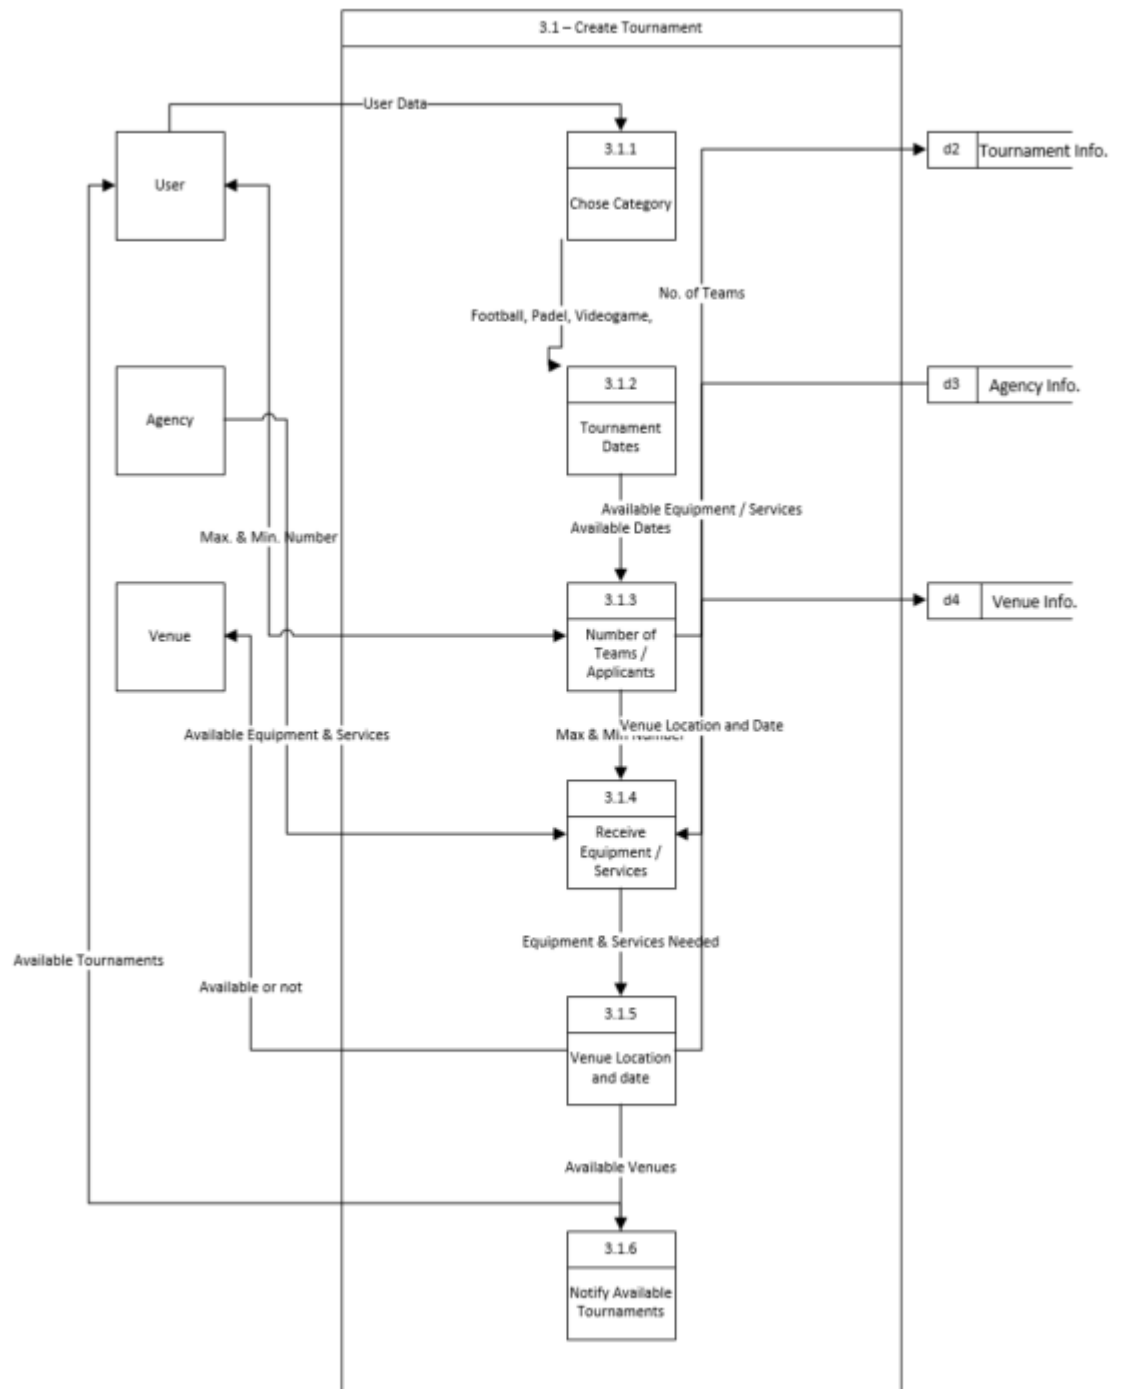 3.1 – Create Tournament
User Data
User
3.1.1
Chose Category
d2
Tournament Info.
No. of Teams
Football, Padel, Videogame,
Agency
3.1.2
Tournament
Dates
d3
Agency Info.
Available Equipment / Services
Available Dates
Max. & Min. Number
Venue
3.1.3
Number of
Teams /
Applicants
d4
Venue Info.
Available Equipment & Services
Max & Min Number
Venue Location and Date
3.1.4
Receive
Equipment /
Services
Equipment & Services Needed
Available Tournaments
Available or not
3.1.5
Venue Location
and date
Available Venues
3.1.6
Notify Available
Tournaments